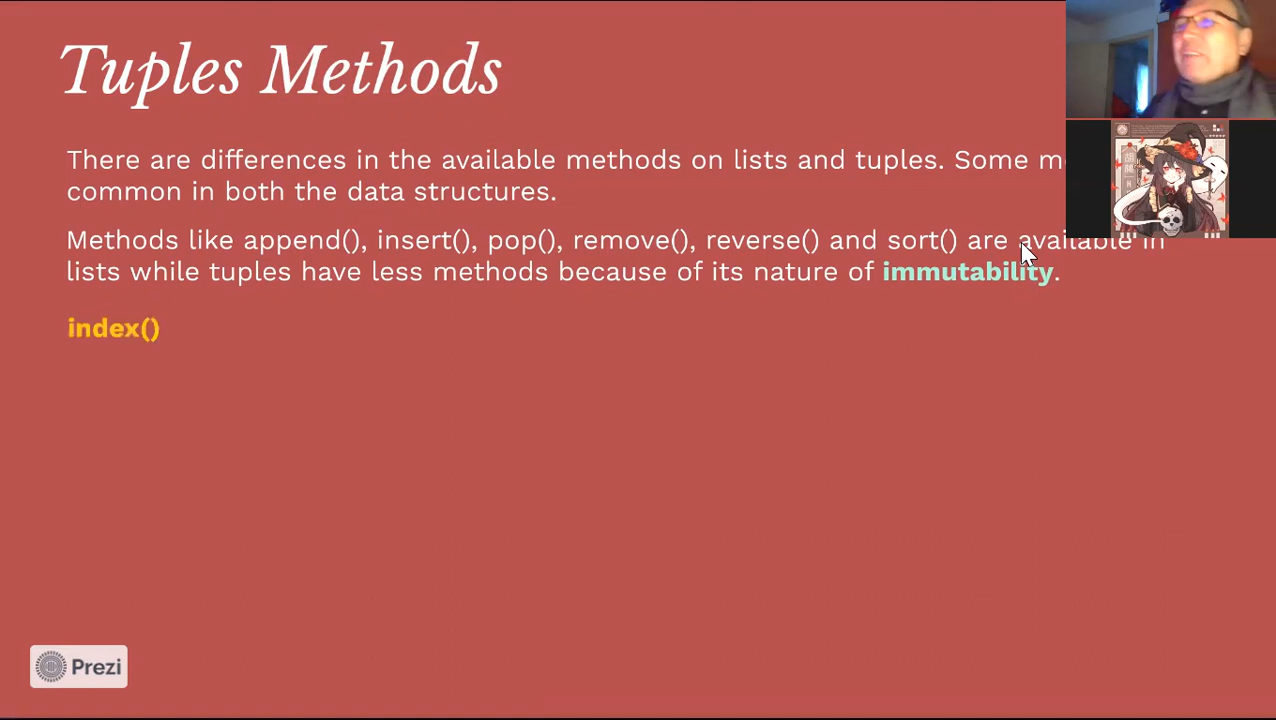 Tuples Methods
There are differences in the available methods on lists and tuples. Some
common in both the data structures.
Methods like append(), insert(), pop(), remove(), reverse() and sort() are available in
lists while tuples have less methods because of its nature of immutability.
index()
Prezi